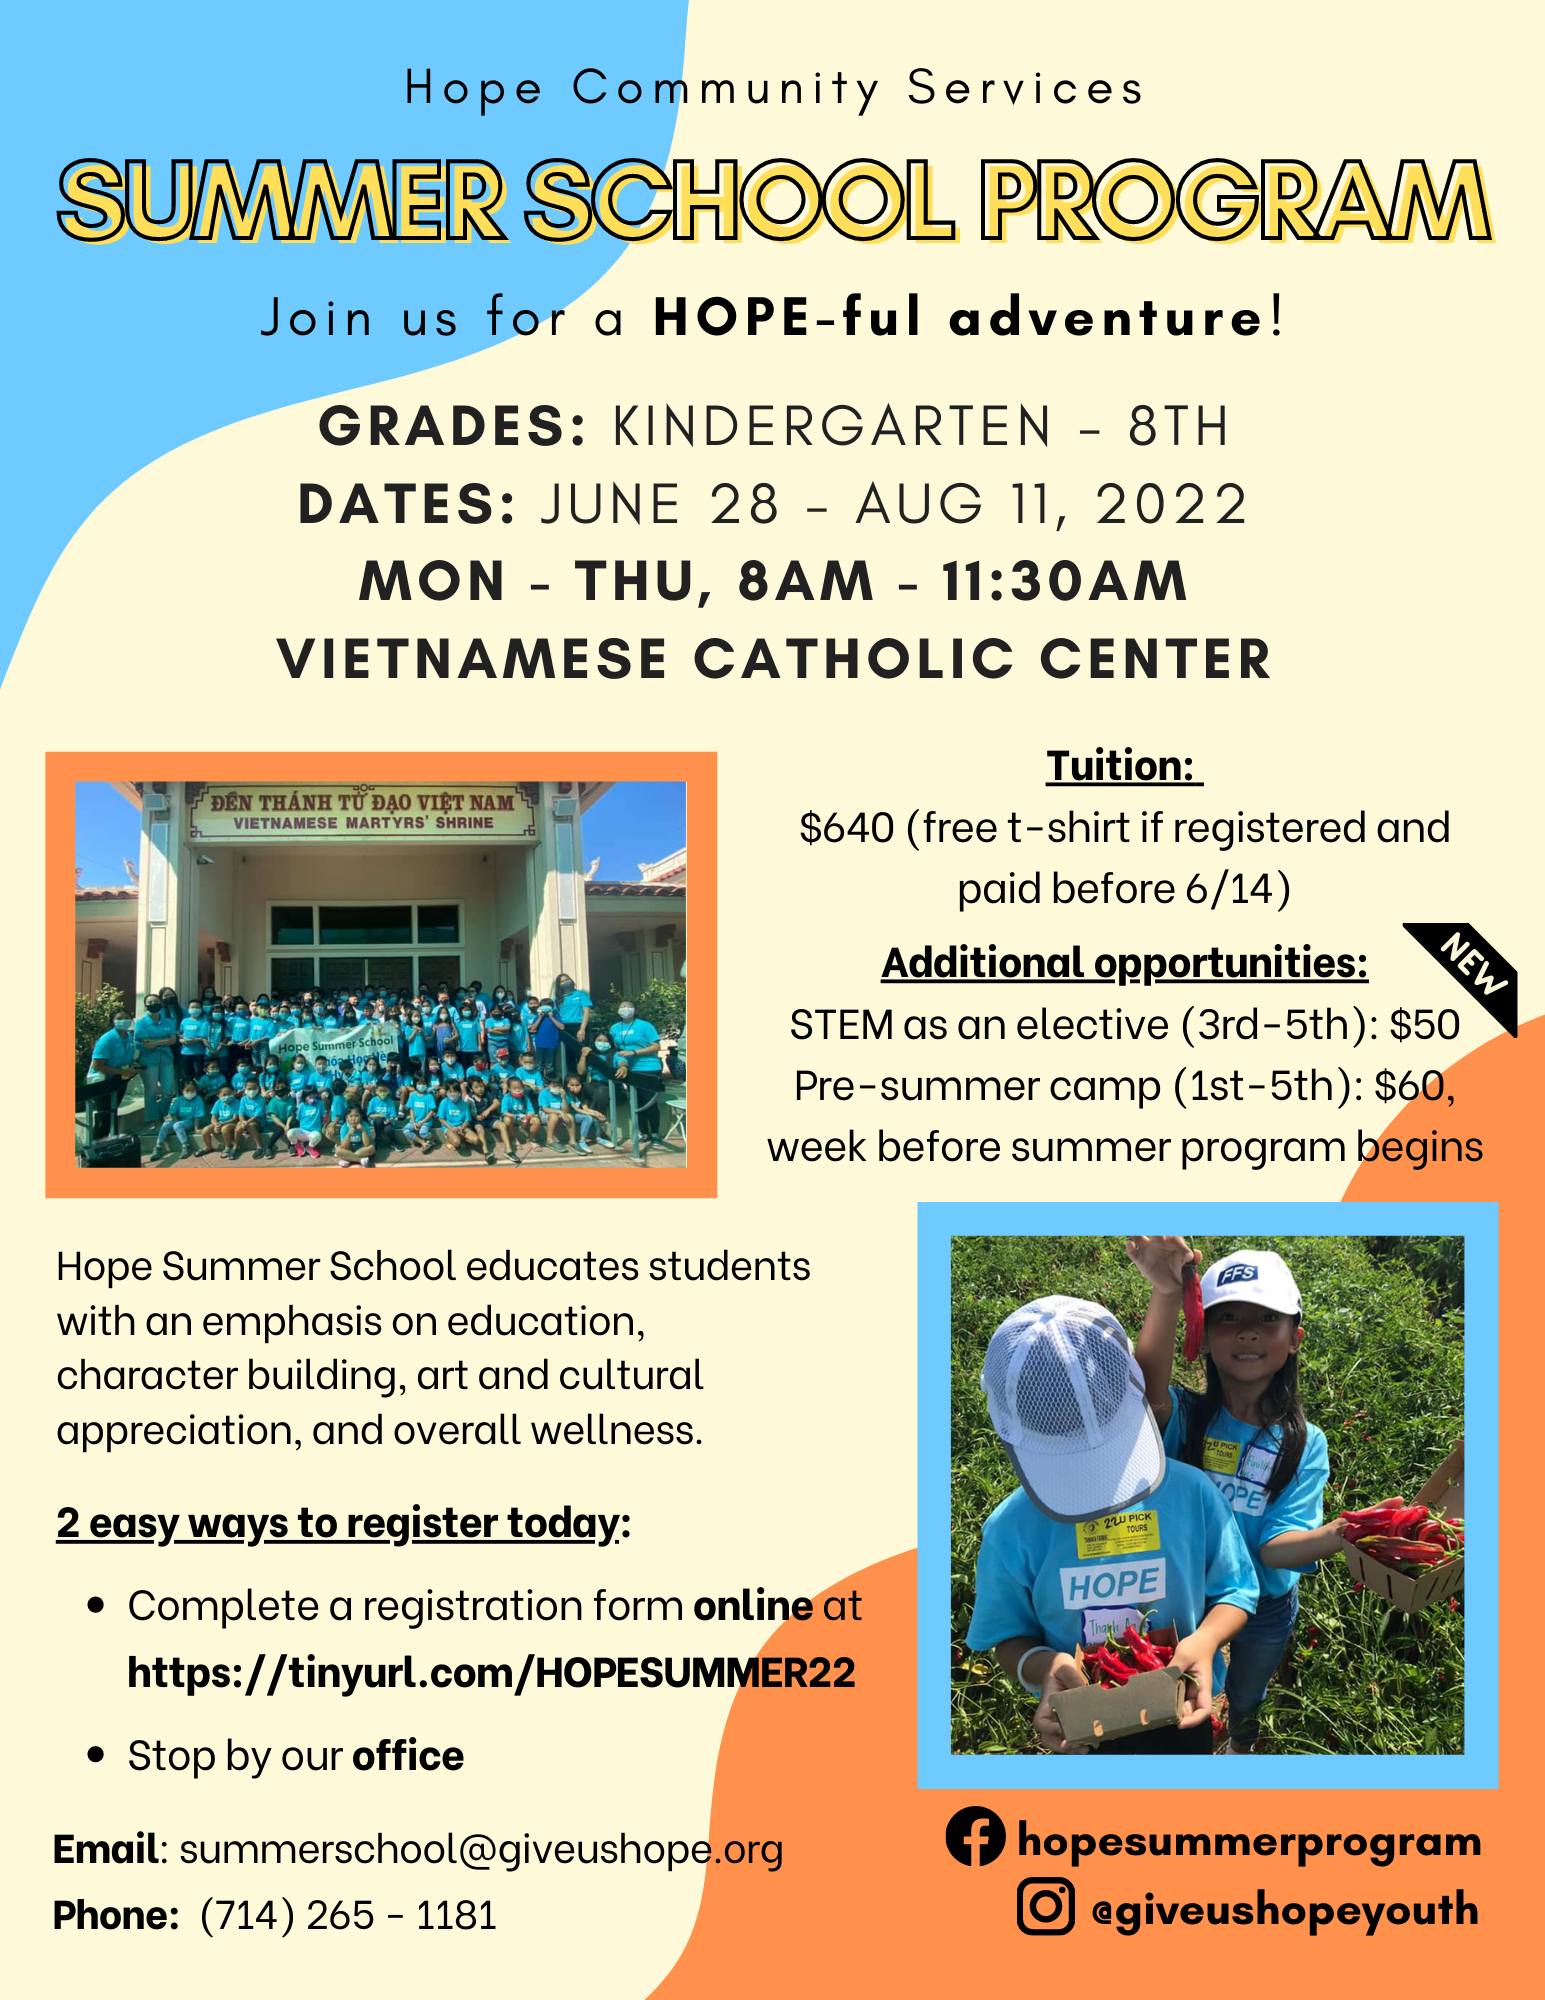 Hope Community Services
SUMMER SCHOOL PROGRAM
Join us for a HOPE-ful adventure!
GRADES: KINDERGARTEN - 8TH
DATES: JUNE 28 - AUG 11, 2022
MON - THU, 8AM - 11:30AM
VIETNAMESE CATHOLIC CENTER
ĐỀN THÁNH TỬ ĐẠO VIỆT NAM
VIETNAMESE MARTYRS' SHRINE
Hope Summer School
Tuition:
$640 (free t-shirt if registered and
paid before 6/14)
Additional opportunities:
NEW
STEM as an elective (3rd-5th): $50
Pre-summer camp (1st-5th): $60,
week before summer program begins
Hope Summer School educates students
with an emphasis on education,
character building, art and cultural
appreciation, and overall wellness.
2 easy ways to register today:
• Complete a registration form online at
https://tinyurl.com/HOPESUMMER22
• Stop by our office
Email: summerschool@giveushope.org
Phone: (714) 265 - 1181
FFS
U PICK
TOURS
HOPE
22 U PICK
TOURS
HOPE
hopesummerprogram
@giveushopeyouth